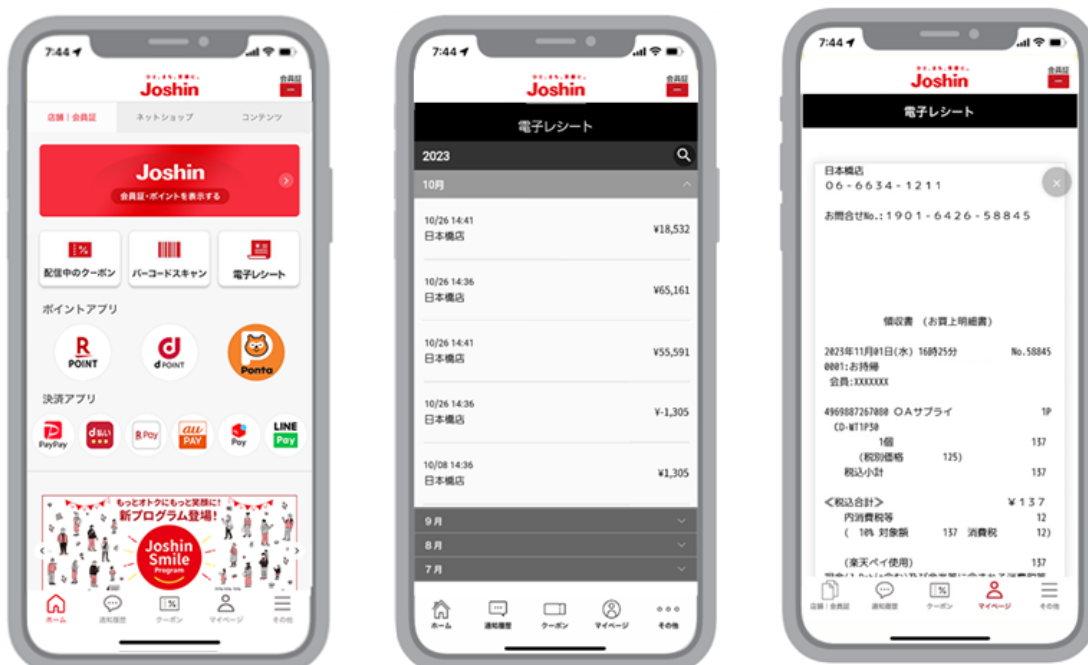 7:44
ひと、まち、笑顔に。
Joshin
会員証
店舗｜会員証
ネットショップ
コンテンツ
Joshin
会員証・ポイントを表示する
配信中のクーポン
バーコードスキャン
電子レシート
ポイントアプリ
R
POINT
d
d POINT
Ponta
決済アプリ
PayPay
d払い
R Pay
au
PAY
Pay
LINE
Pay
もっとオトクにもっと笑顔に!
新プログラム登場!
Joshin
Smile
Program
ホーム
通知履歴
クーポン
マイページ
その他
7:44
ひと、まち、笑顔に。
Joshin
会員証
電子レシート
2023
10月
10/26 14:41
日本橋店
¥18,532
10/26 14:36
日本橋店
¥65,161
10/26 14:41
日本橋店
¥55,591
10/26 14:36
日本橋店
¥-1,305
10/08 14:36
日本橋店
¥1,305
9月
8月
7月
ホーム
通知履歴
クーポン
マイページ
その他
7:44
ひと、まち、笑顔に。
Joshin
会員証
電子レシート
日本橋店
06-6634-1211
お問合せNo.:1901-6426-58845
領収書 (お買上明細書)
2023年11月01日(水) 16時25分 No.58845
0001:お持帰
会員:XXXXXXX
4969887267080 OAサプライ 1P
CD-WT1P30
1個 137
(税別価格 125)
税込小計 137
＜税込合計＞ ￥137
内消費税等 12
( 10% 対象額 137 消費税 12)
(楽天ペイ使用) 137
店舗｜会員証
通知履歴
クーポン
マイページ
その他